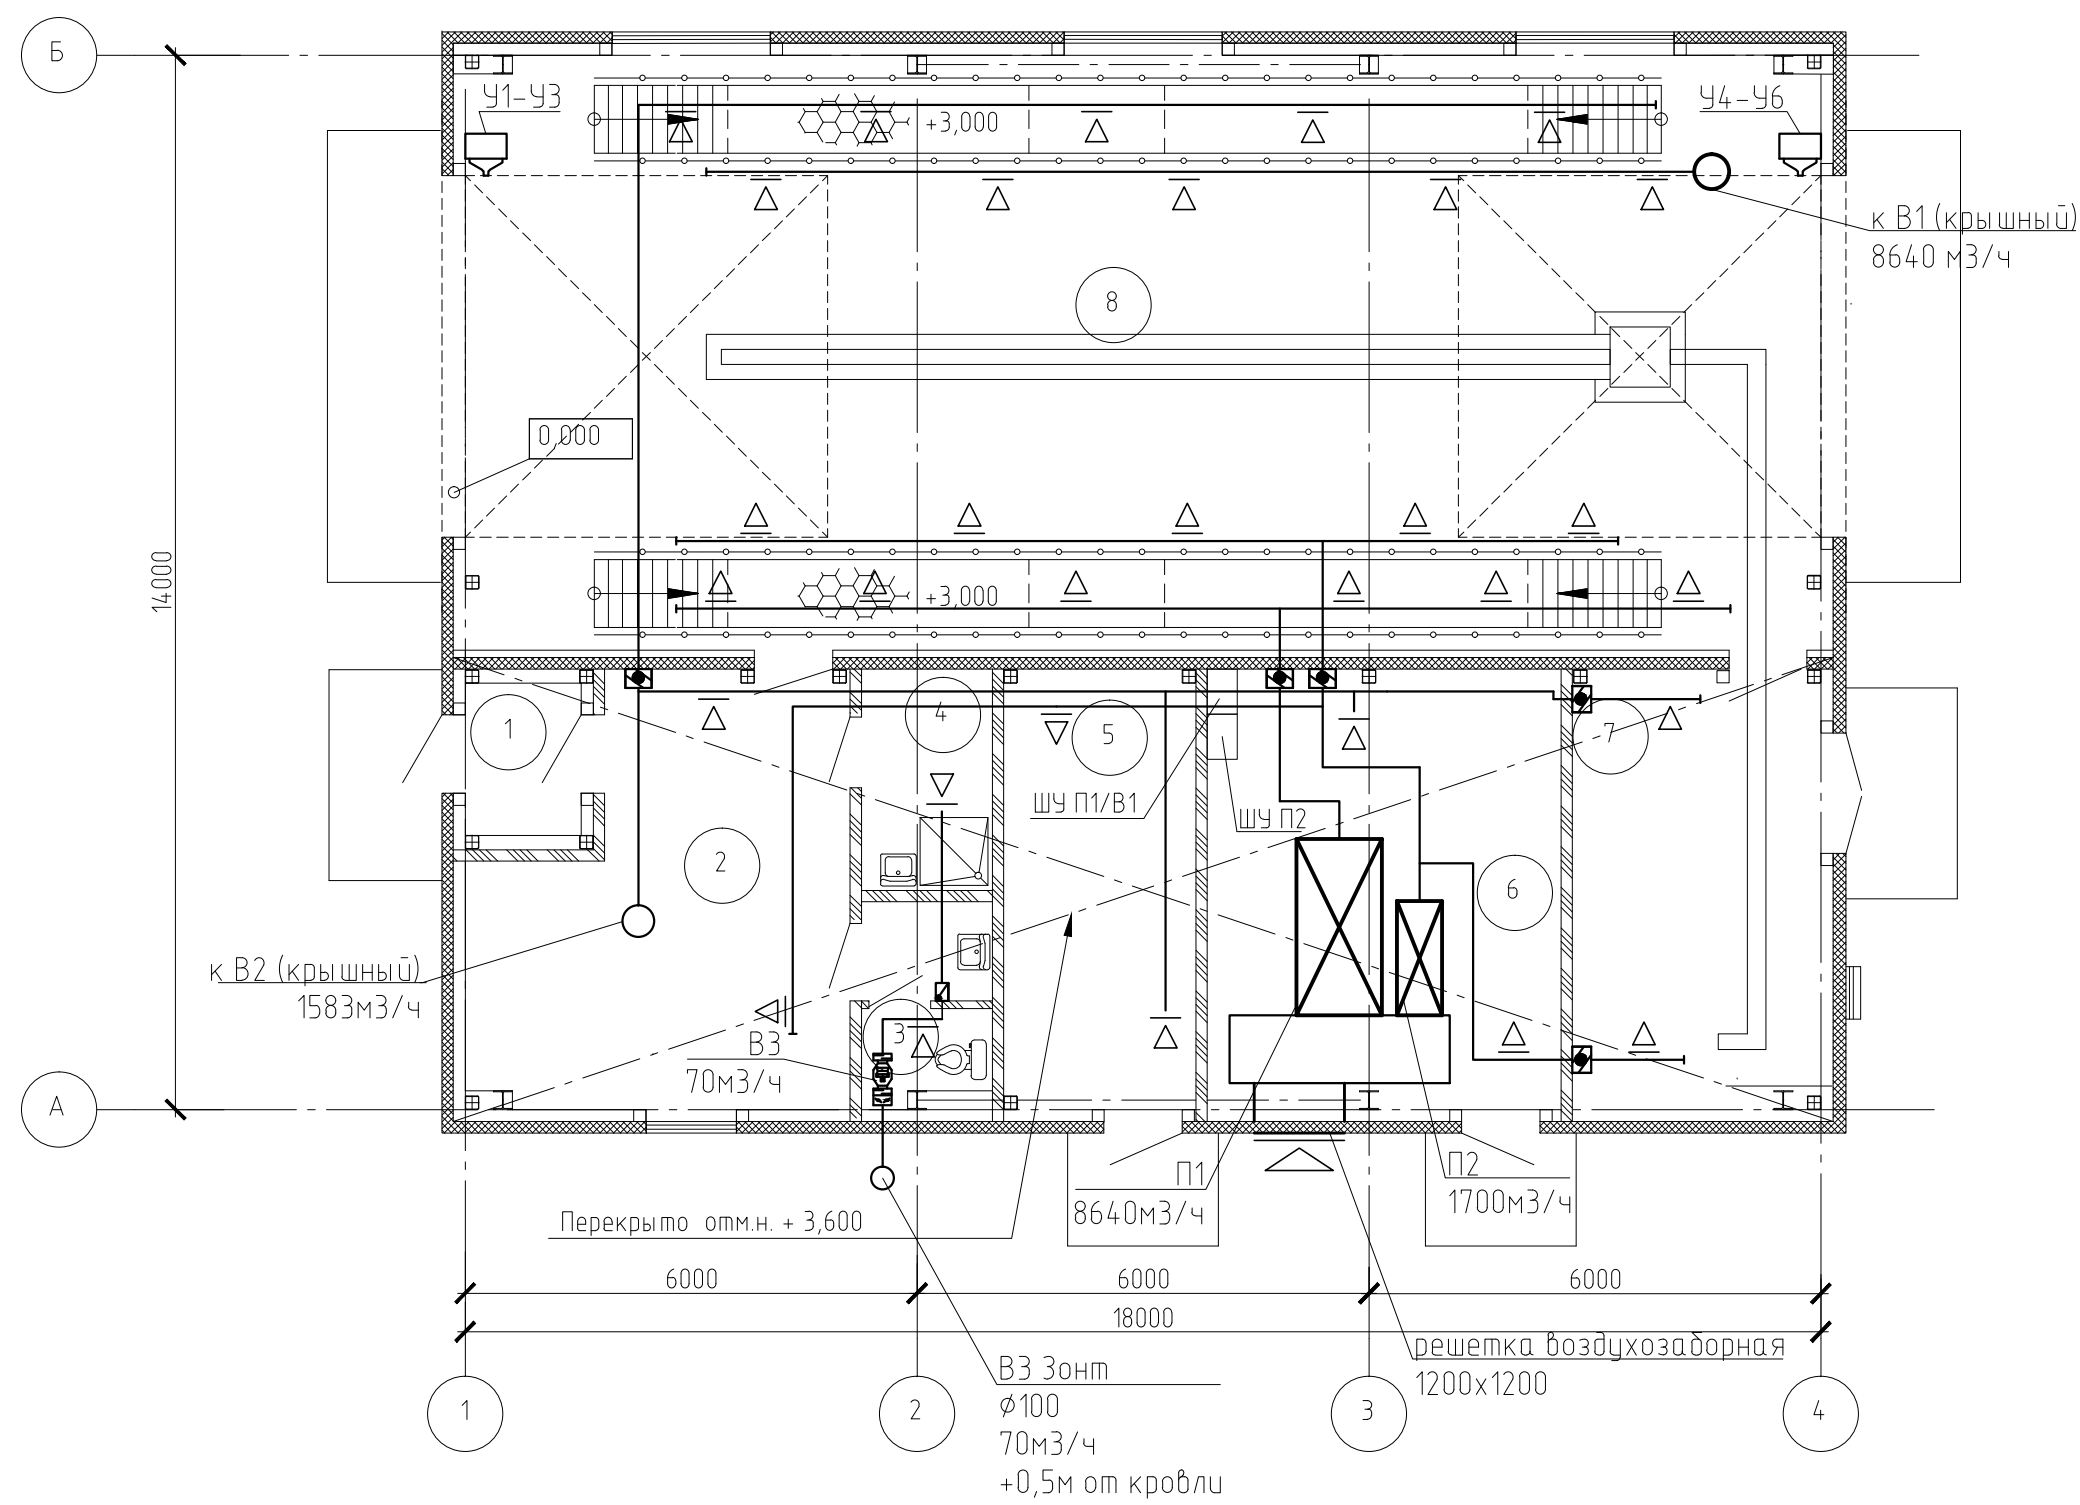 Б
У1-У3
+3,000
У4-У6
к В1 (крышный)
8640 м3/ч
8
0,000
14000
+3,000
1
4
5
7
ШУ П1/В1
ШУ П2
2
6
к В2 (крышный)
1583м3/ч
3
В3
70м3/ч
А
П1
8640м3/ч
П2
1700м3/ч
Перекрыто отм.н. + 3,600
6000
6000
6000
18000
решетка воздухозаборная
1200х1200
В3 Зонт
Ø100
70м3/ч
+0,5м от кровли
1
2
3
4